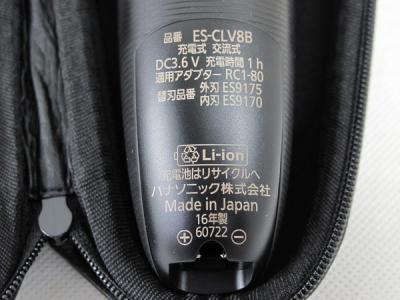 品番 ES-CLV8B
充電式 交流式
DC3.6V 充電時間1h
適用アダプター RC1-80
替刃品番 外刃 ES9175
内刃 ES9170
Li-ion
充電池はリサイクルへ
パナソニック株式会社
Made in Japan
16年製
60722